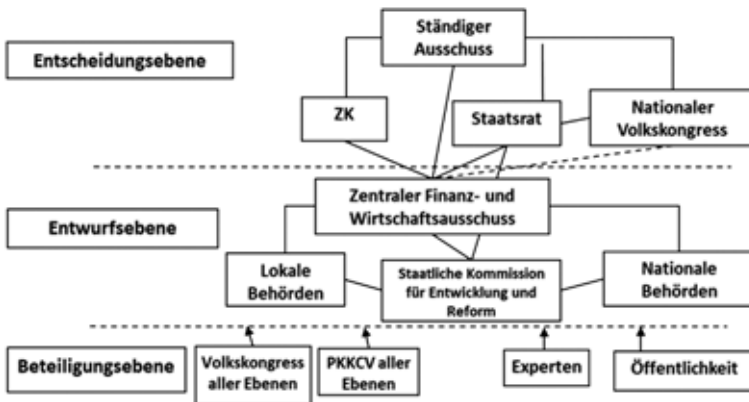 Ständiger
Ausschuss
Entscheidungsebene
ZK
Staatsrat
Nationaler
Volkskongress
Zentraler Finanz- und
Wirtschaftsausschuss
Entwurfsebene
Lokale
Behörden
Staatliche Kommission
für Entwicklung und
Reform
Nationale
Behörden
Beteiligungsebene
Volkskongress
aller Ebenen
PKKCV aller
Ebenen
Experten
Öffentlichkeit